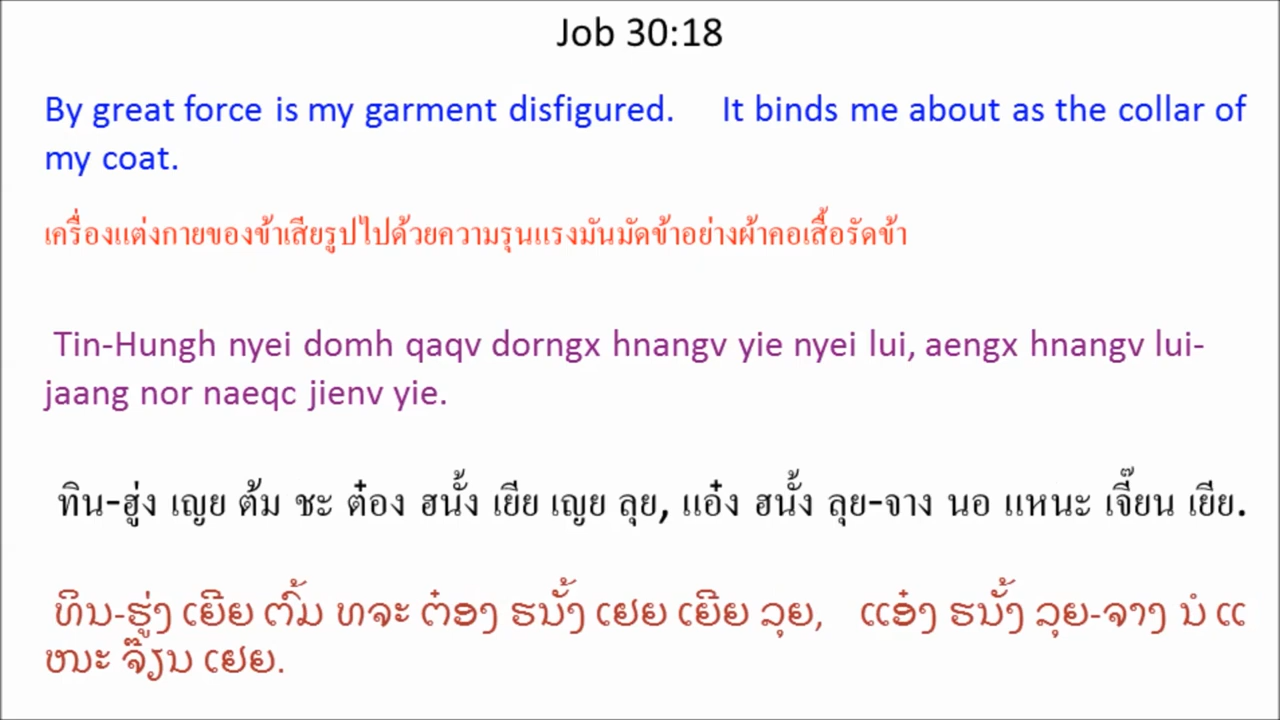 Job 30:18
By great force is my garment disfigured. It binds me about as the collar of
my coat.
เครื่องแต่งกายของข้าเสียรูปไปด้วยความรุนแรงมันมัดข้าอย่างผ้าคอเสื้อรัดข้า
Tin-Hungh nyei domh qaqv dorngx hnangv yie nyei lui, aengx hnangv lui-
jaang nor naeqc jienv yie.
ทิน-ฮู่ง เญย ต้ม ชะ ต๋อง ฮนั้ง เยีย เญย ลุย, แอ๋ง ฮนั้ง ลุย-จาง นอ แหนะ เจี๊ยน เยีย.
ທິນ-ຮູ່ງ ເຍີຍ ຕົ້ມ ທຈະ ຕ໋ອງ ຮນັ້ງ ເຢຍ ເຍີຍ ລຸຍ, ແອ໋ງ ຮນັ້ງ ລຸຍ-ຈາງ ນໍ ແ
ໜະ ຈ໊ຽນ ເຢຍ.